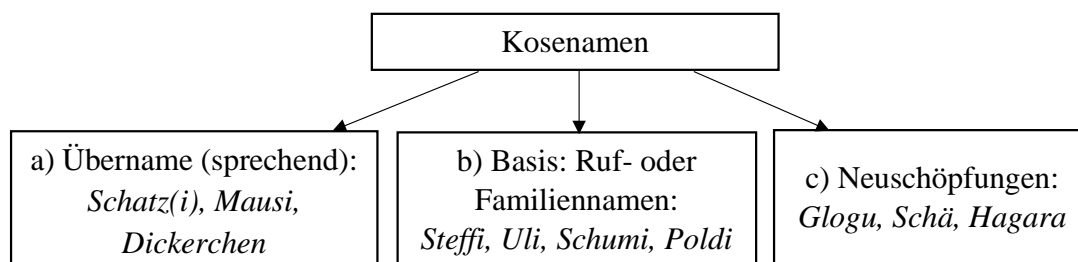 Kosenamen
a) Übername (sprechend):
Schatz(i), Mausi,
Dickerchen
b) Basis: Ruf- oder
Familiennamen:
Steffi, Uli, Schumi, Poldi
c) Neuschöpfungen:
Glogu, Schä, Hagara